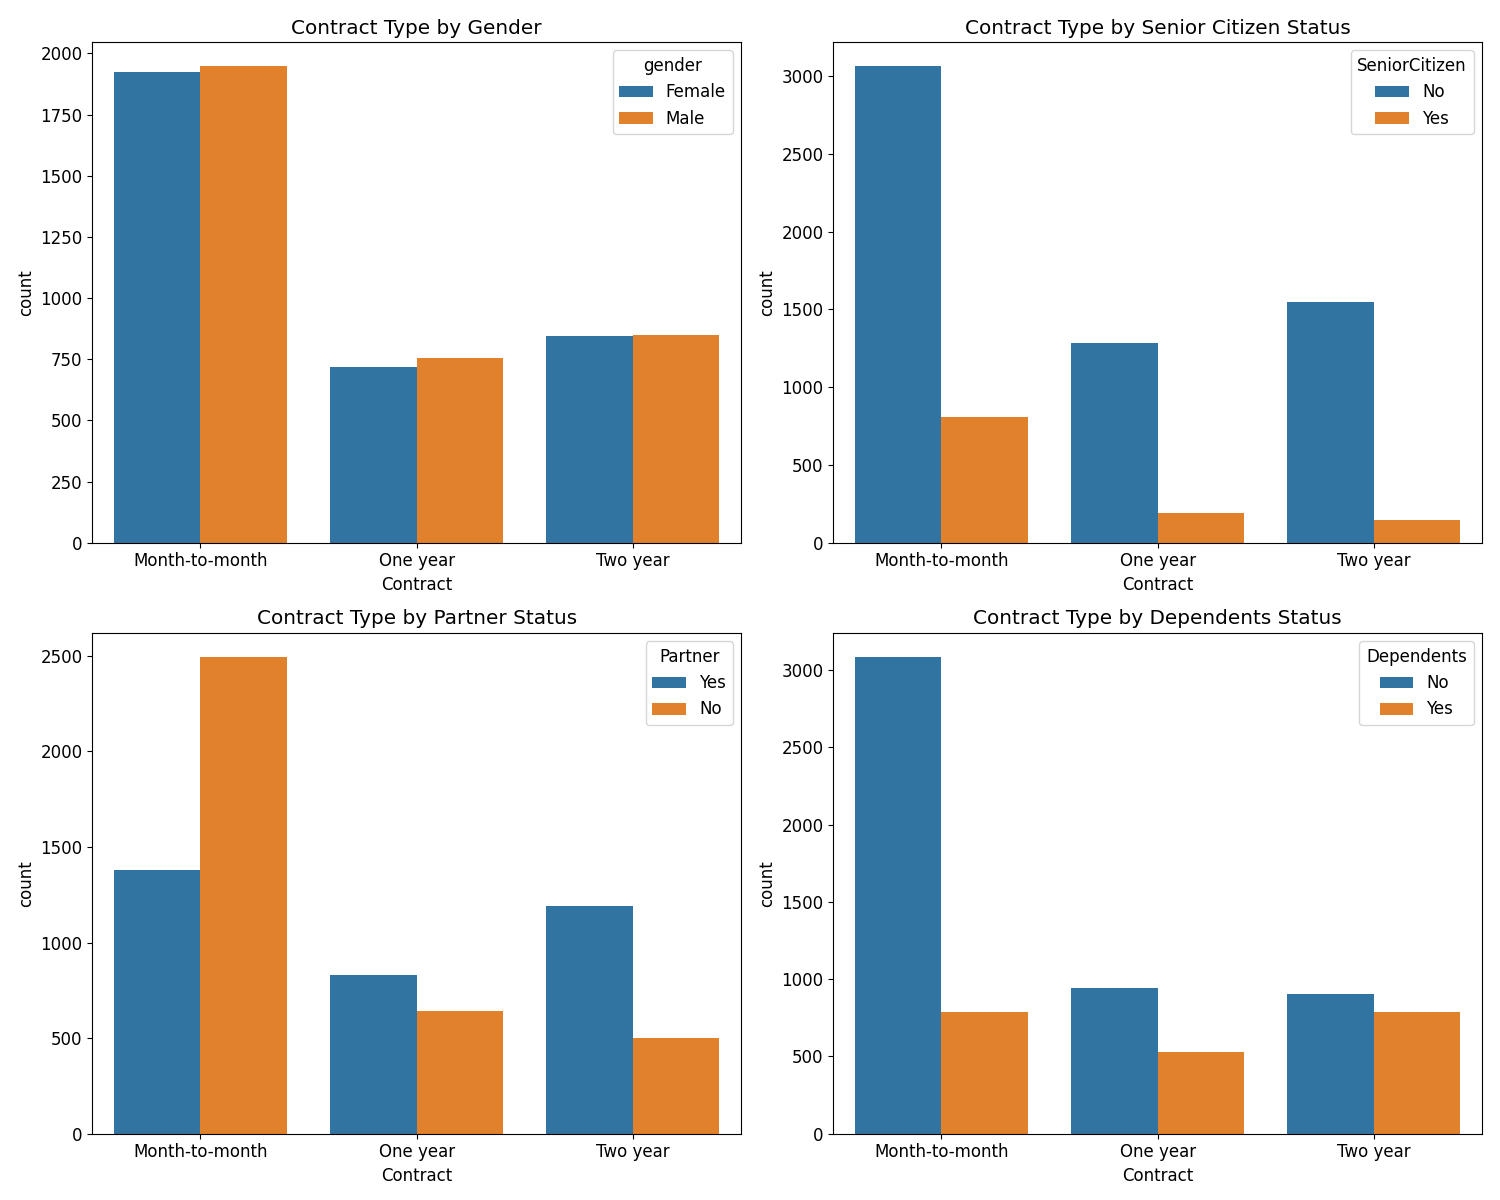 Contract Type by Gender
2000
1750
1500
1250
1000
750
500
250
0
count
gender
Female
Male
Month-to-month One year Two year
Contract
Contract Type by Senior Citizen Status
3000
2500
2000
1500
1000
500
0
count
SeniorCitizen
No
Yes
Month-to-month One year Two year
Contract
Contract Type by Partner Status
2500
2000
1500
1000
500
0
count
Partner
Yes
No
Month-to-month One year Two year
Contract
Contract Type by Dependents Status
3000
2500
2000
1500
1000
500
0
count
Dependents
No
Yes
Month-to-month One year Two year
Contract